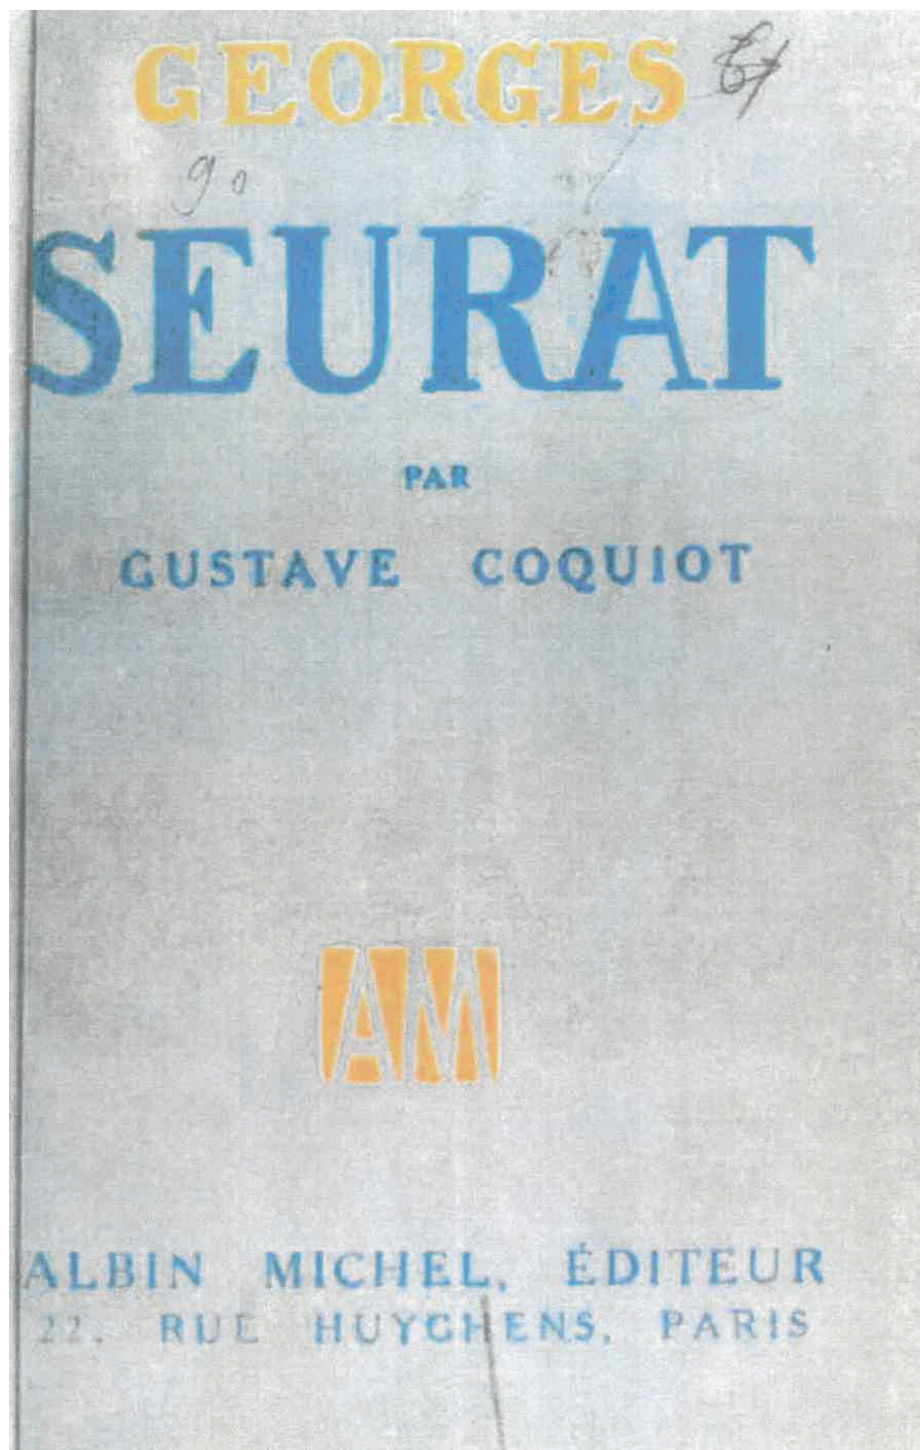 GEORGES
90
SEURAT
PAR
GUSTAVE COQUIOT
AM
ALBIN MICHEL, ÉDITEUR
22, RUE HUYGHENS, PARIS